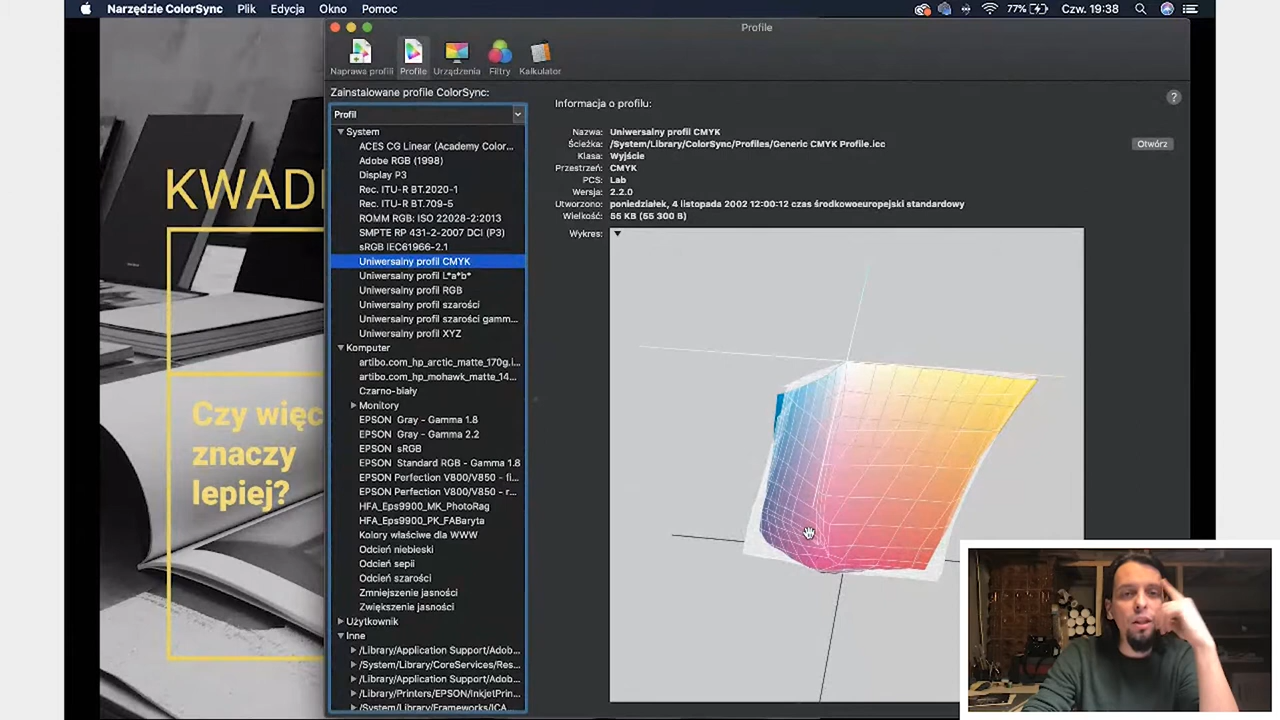 Narzędzie ColorSync Plik Edycja Okno Pomoc 77% Czw. 19:38
Profile
Naprawa profili Profile Urządzenia Filtry Kalkulator
Zainstalowane profile ColorSync:
Profil
System
ACES CG Linear (Academy Color...
Adobe RGB (1998)
Display P3
Rec. ITU-R BT.2020-1
Rec. ITU-R BT.709-5
ROMM RGB: ISO 22028-2:2013
SMPTE RP 431-2-2007 DCI (P3)
sRGB IEC61966-2.1
Uniwersalny profil CMYK
Uniwersalny profil L*a*b*
Uniwersalny profil RGB
Uniwersalny profil szarości
Uniwersalny profil szarości gamm...
Uniwersalny profil XYZ
Komputer
artibo.com_hp_arctic_matte_170g.i...
artibo.com_hp_mohawk_matte_14...
Czarno-biały
Monitory
EPSON Gray - Gamma 1.8
EPSON Gray - Gamma 2.2
EPSON sRGB
EPSON Standard RGB - Gamma 1.8
EPSON Perfection V800/V850 - fi...
EPSON Perfection V800/V850 - r...
HFA_Eps9900_MK_PhotoRag
HFA_Eps9900_PK_FABaryta
Kolory właściwe dla WWW
Odcień niebieski
Odcień sepii
Odcień szarości
Zmniejszenie jasności
Zwiększenie jasności
Użytkownik
Inne
/Library/Application Support/Adob...
/System/Library/CoreServices/Res...
/Library/Application Support/Adob...
/Library/Printers/EPSON/InkjetPrin...
/System/Library/Frameworks/ICA
Informacja o profilu:
?
Nazwa: Uniwersalny profil CMYK
Ścieżka: /System/Library/ColorSync/Profiles/Generic CMYK Profile.icc
Otwórz
Klasa: Wyjście
Przestrzeń: CMYK
PCS: Lab
Wersja: 2.2.0
Utworzono: poniedziałek, 4 listopada 2002 12:00:12 czas środkowoeuropejski standardowy
Wielkość: 55 KB (55 300 B)
Wykres:
KWAD
Czy więc
znaczy
lepiej?